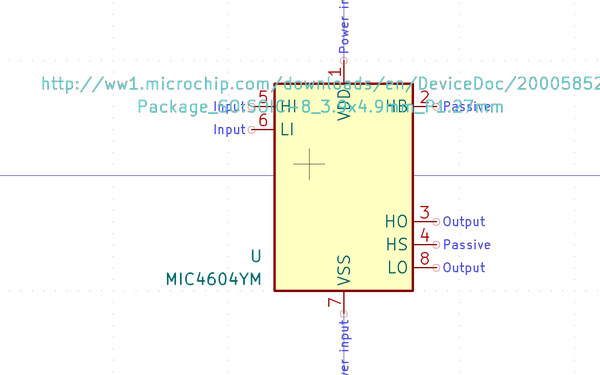 Power in
1
http://ww1.microchip.com/downloads/en/DeviceDoc/20005852
Package_SO:SOIC-8_3.9x4.9mm_P1.27mm
Input 5 HI VDD HB 2 Passive
Input 6 LI
HO 3 Output
HS 4 Passive
U VSS LO 8 Output
MIC4604YM
7
wer input